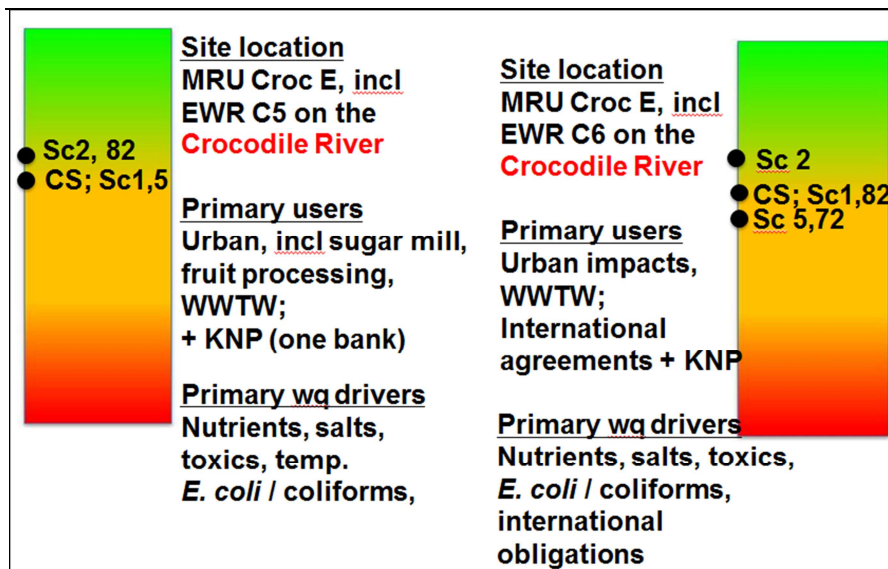 Site location
MRU Croc E, incl
EWR C5 on the
Crocodile River
Sc2, 82
CS; Sc1,5
Primary users
Urban, incl sugar mill,
fruit processing,
WWTW;
+ KNP (one bank)
Primary wq drivers
Nutrients, salts,
toxics, temp.
E. coli / coliforms,
Site location
MRU Croc E, incl
EWR C6 on the
Crocodile River
Sc 2
CS; Sc1,82
Sc 5,72
Primary users
Urban impacts,
WWTW;
International
agreements + KNP
Primary wq drivers
Nutrients, salts, toxics,
E. coli / coliforms,
international
obligations